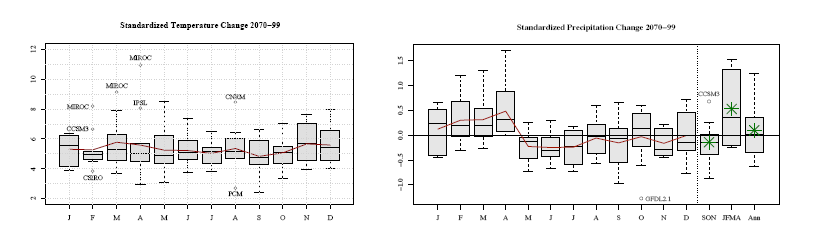 Standardized Temperature Change 2070–99
12
10
8
6
4
2
MIROC
MIROC
MIROC
IPSL
CNRM
CCSM3
CSIRO
PCM
J F M A M J J A S O N D
Standardized Precipitation Change 2070–99
1.5
1.0
0.5
0.0
−0.5
−1.0
CCSM3
GFDL2.1
J F M A M J J A S O N D SON JFMA Ann